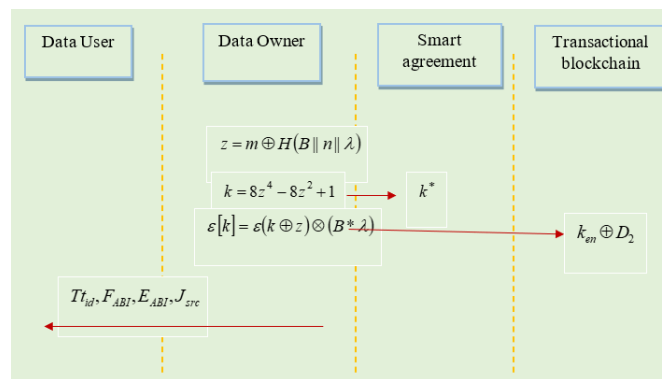 Data User
Data Owner
Smart
agreement
Transactional
blockchain
z = m ⊕ H(B || n || λ)
k = 8z⁴ − 8z² + 1
k*
ε[k] = ε(k ⊕ z) ⊗ (B* λ)
k_en ⊕ D₂
Tt_id, F_ABI, E_ABI, J_src